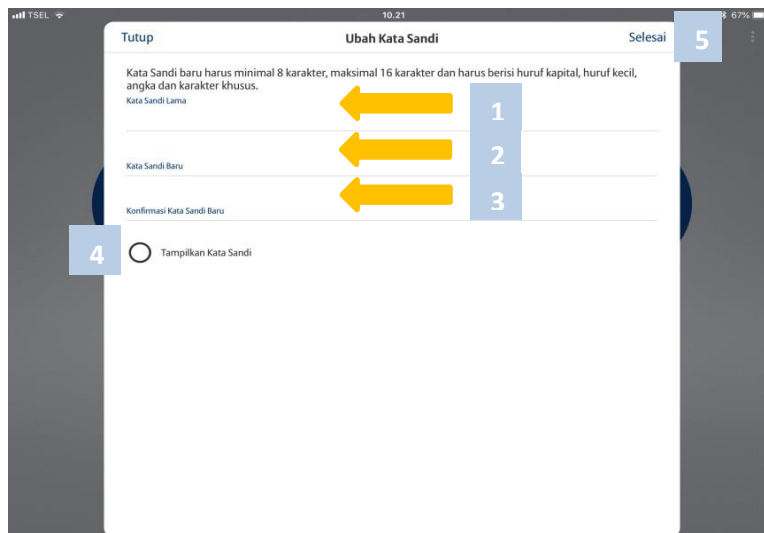 TSEL 10.21 67%
Tutup Ubah Kata Sandi Selesai 5
Kata Sandi baru harus minimal 8 karakter, maksimal 16 karakter dan harus berisi huruf kapital, huruf kecil,
angka dan karakter khusus.
Kata Sandi Lama 1
2
Kata Sandi Baru
3
Konfirmasi Kata Sandi Baru
4 Tampilkan Kata Sandi